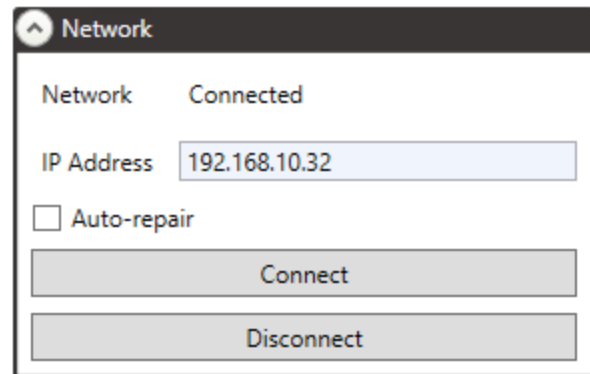 Network
Network Connected
IP Address 192.168.10.32
Auto-repair
Connect
Disconnect